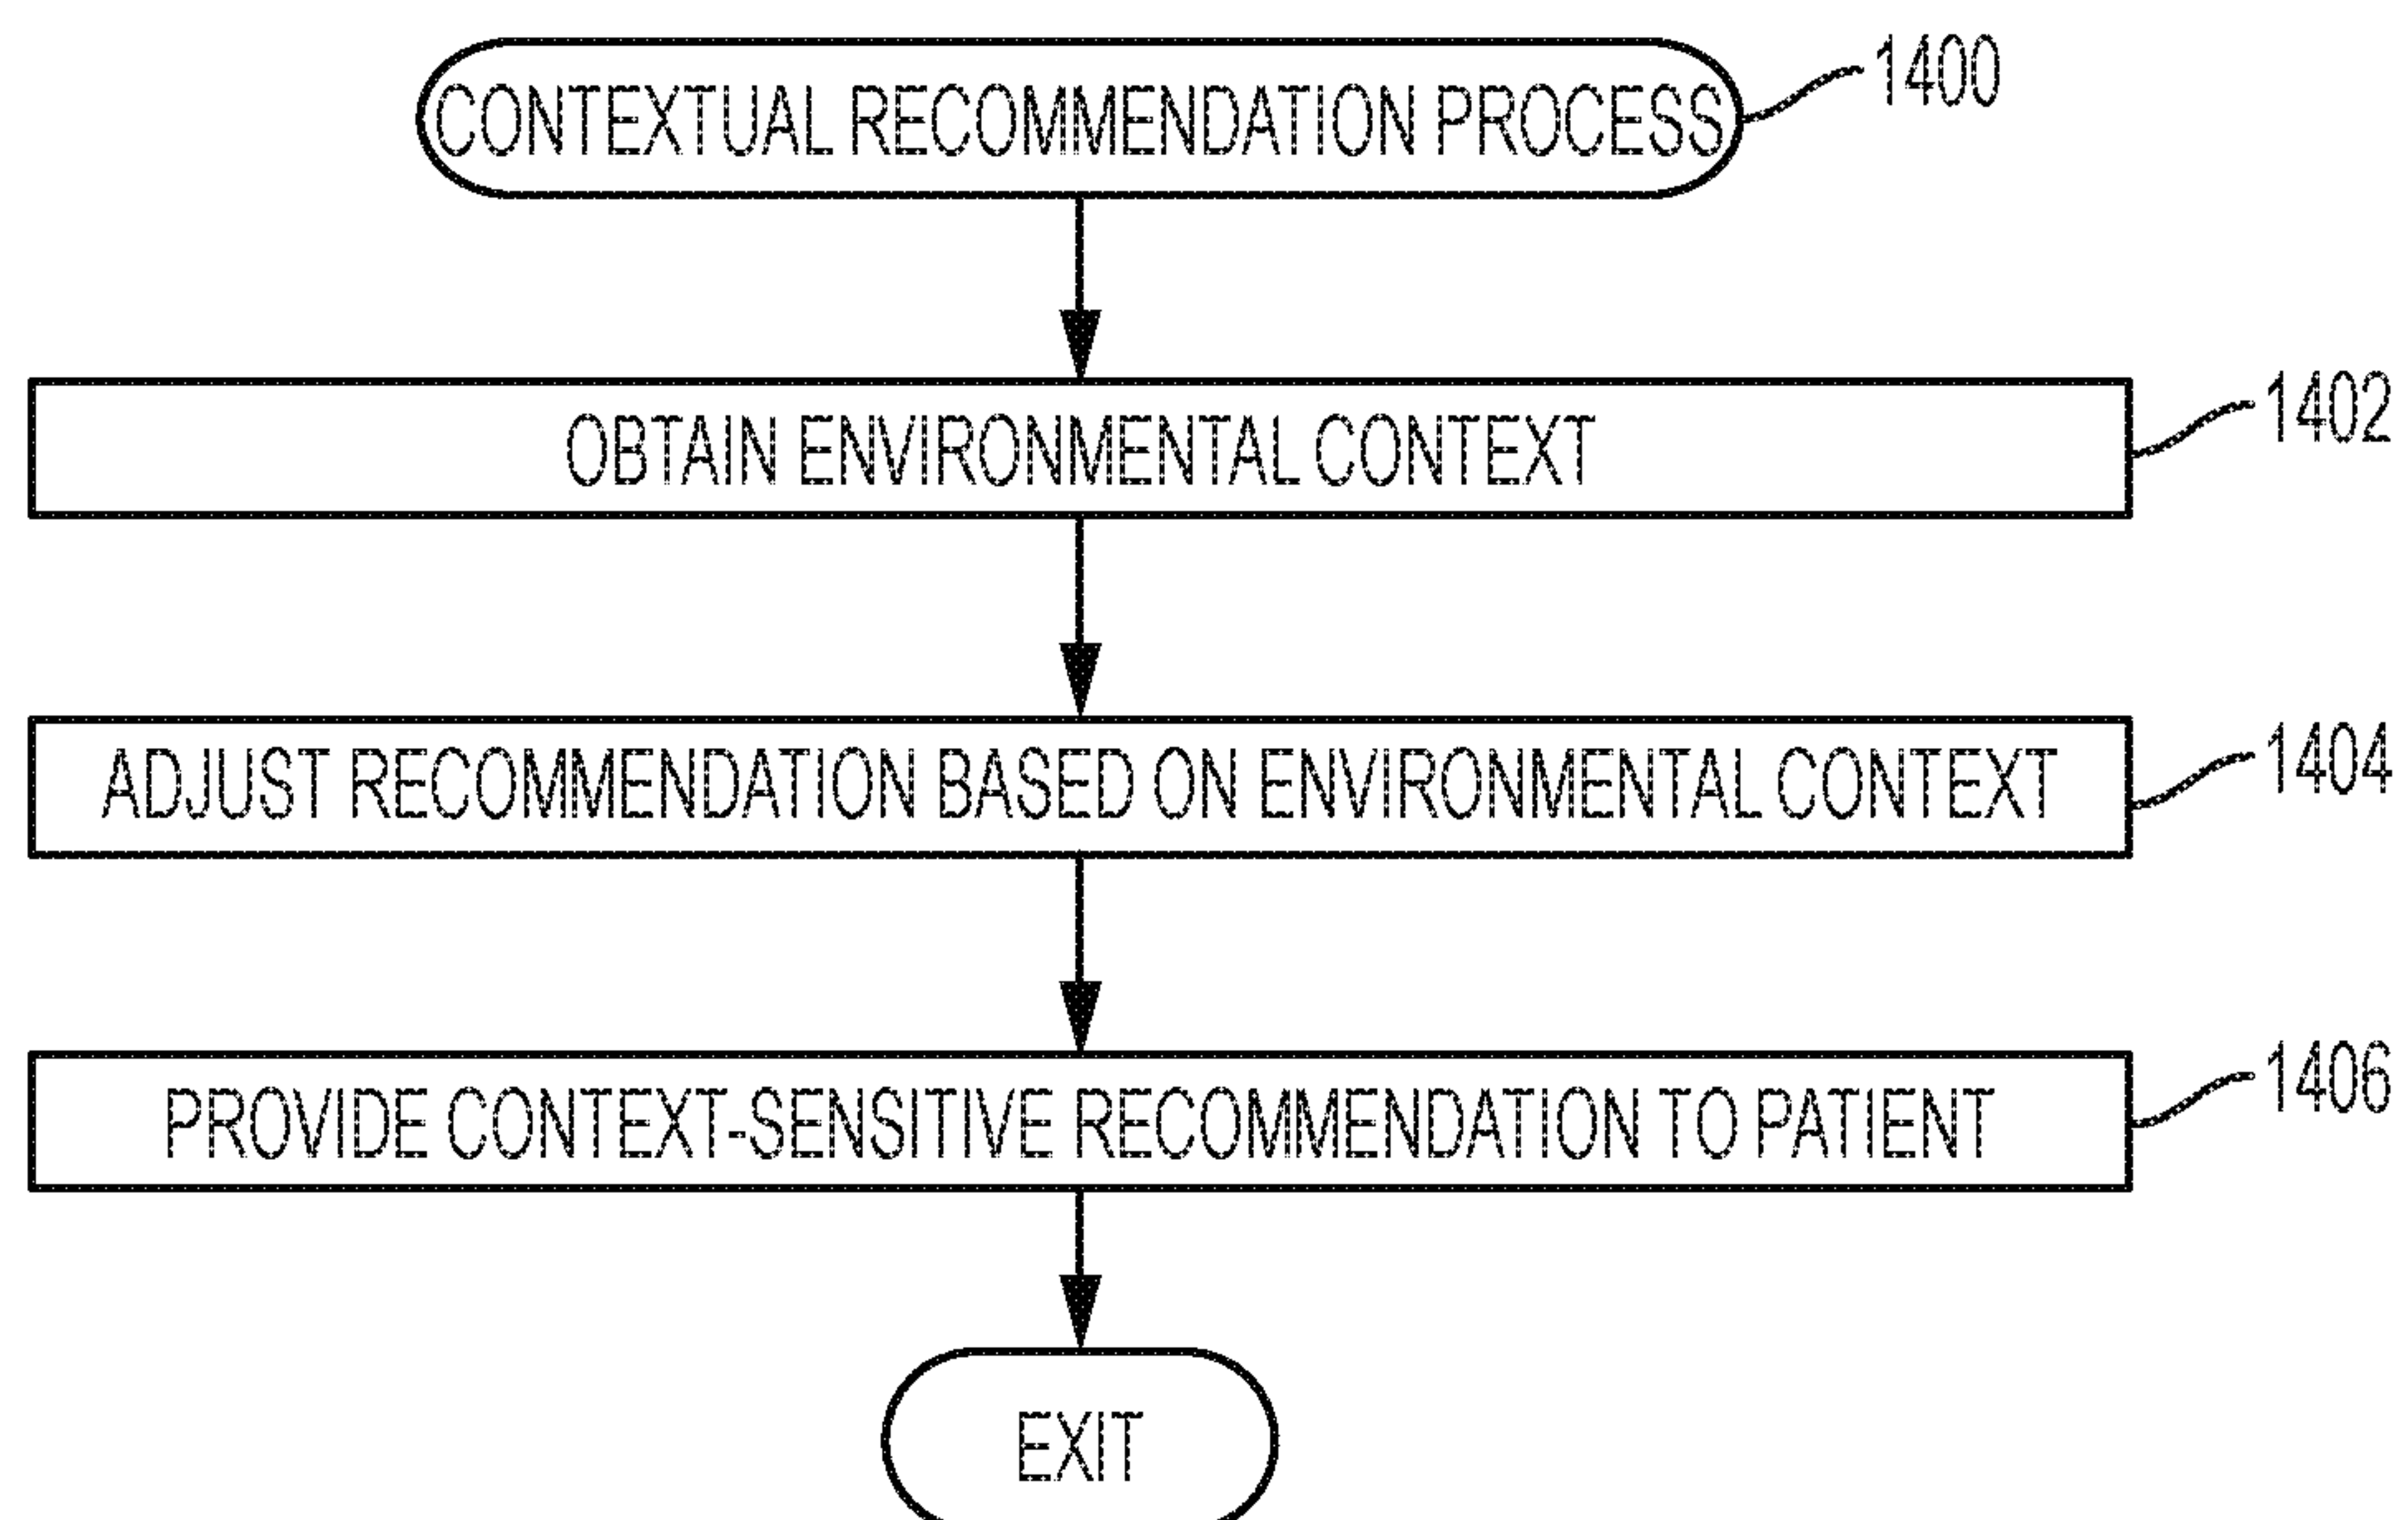 CONTEXTUAL RECOMMENDATION PROCESS
1400
OBTAIN ENVIRONMENTAL CONTEXT
1402
ADJUST RECOMMENDATION BASED ON ENVIRONMENTAL CONTEXT
1404
PROVIDE CONTEXT-SENSITIVE RECOMMENDATION TO PATIENT
1406
EXIT